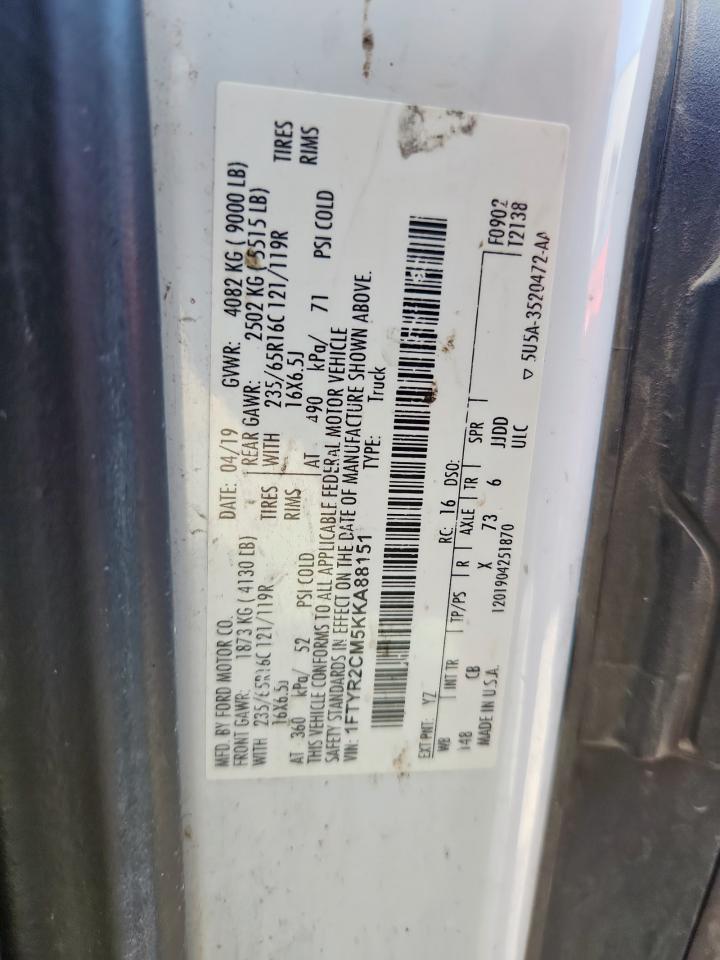 MFD. BY FORD MOTOR CO. DATE: 04/19 GVWR: 4082 KG ( 9000 LB)
FRONT GAWR: 1873 KG ( 4130 LB) REAR GAWR: 2502 KG ( 5515 LB)
WITH 235/65R16C 121/119R TIRES WITH 235/65R16C 121/119R TIRES
16X6.5J RIMS 16X6.5J RIMS
AT 360 kPa/ 52 PSI COLD AT 490 kPa/ 71 PSI COLD
THIS VEHICLE CONFORMS TO ALL APPLICABLE FEDERAL MOTOR VEHICLE
SAFETY STANDARDS IN EFFECT ON THE DATE OF MANUFACTURE SHOWN ABOVE.
VIN: 1FTYR2CM5KKA88151 TYPE: Truck
EXT PNT: YZ RC: 16 DSO:
WB INT TR TP/PS R AXLE TR SPR F0902
148 CB X 73 6 JJDD T2138
MADE IN U.S.A. 1201904251870 ULC
▽ 5U5A-3520472-AA